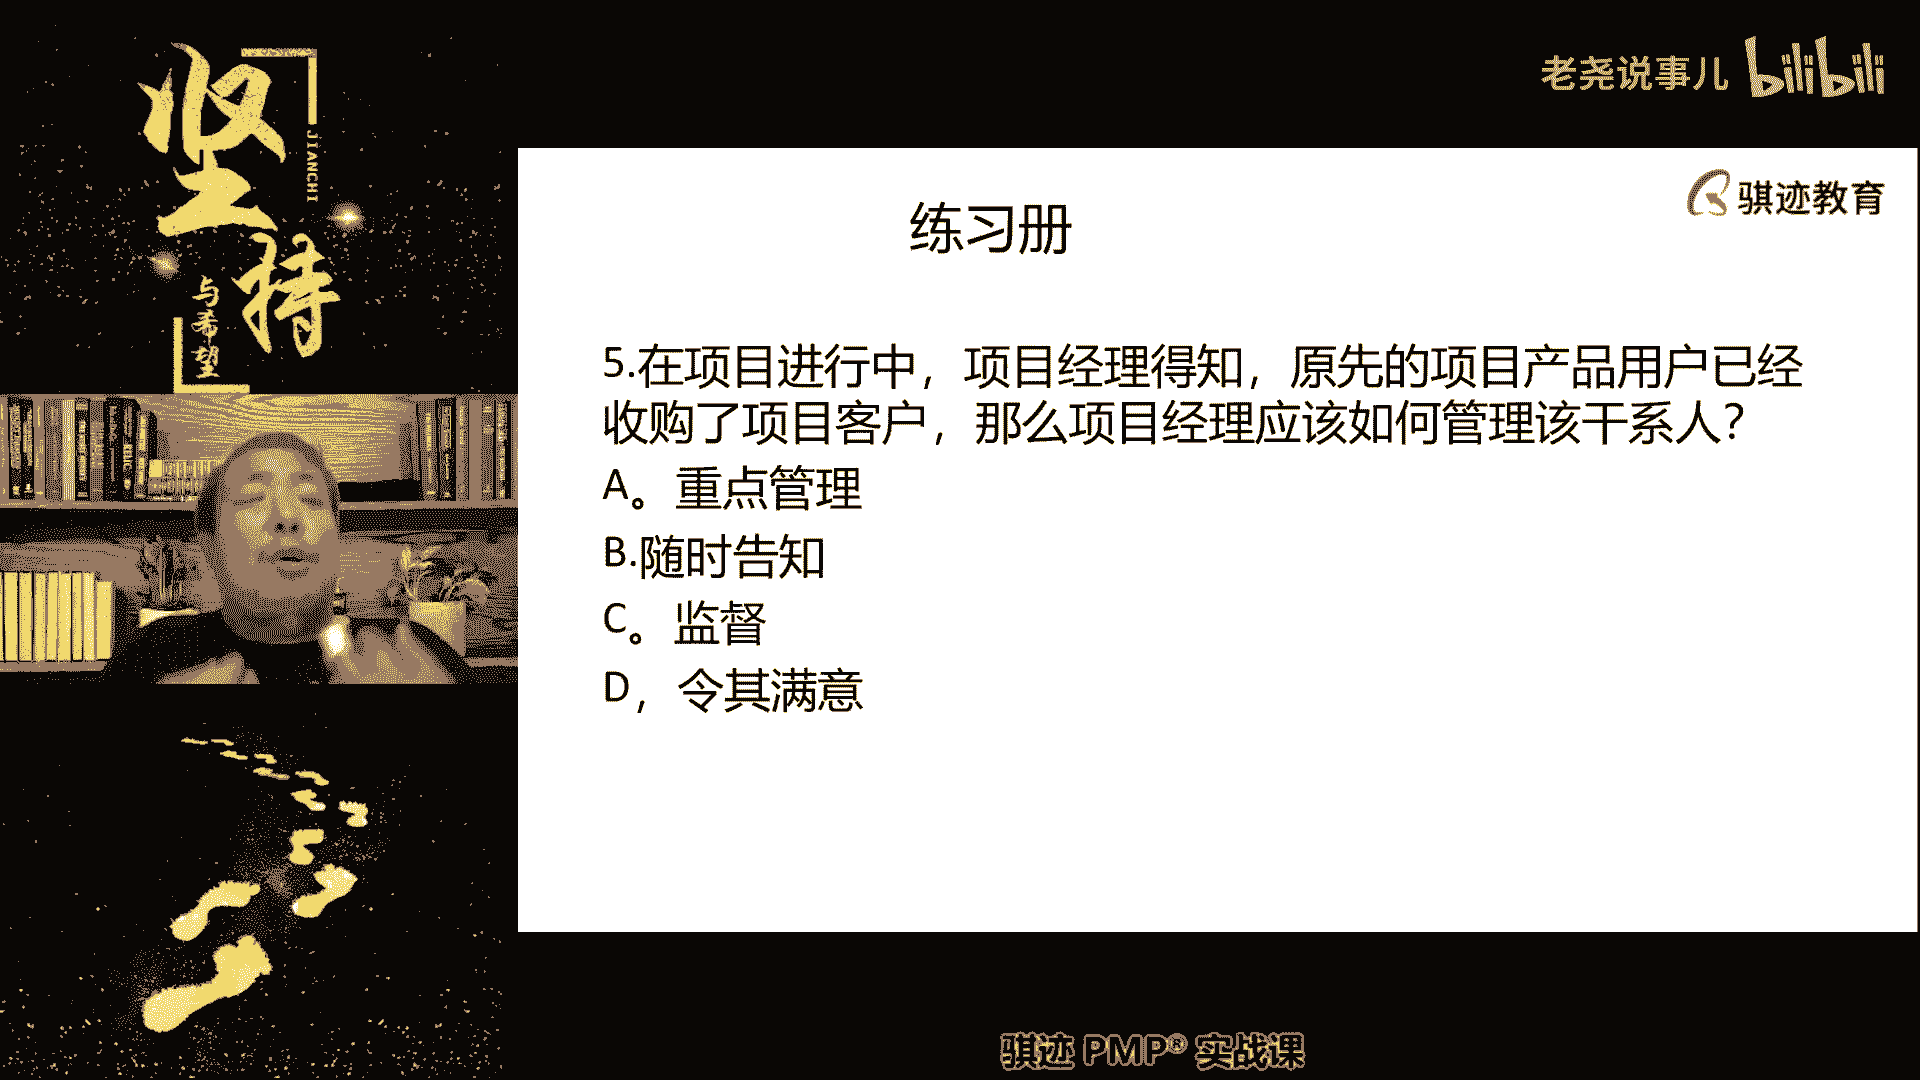 坚持
JIANCHI
与希望
老尧说事儿 bilibili
骐迹教育
练习册
5.在项目进行中，项目经理得知，原先的项目产品用户已经
收购了项目客户，那么项目经理应该如何管理该干系人？
A。重点管理
B.随时告知
C。监督
D，令其满意
骐迹 PMP® 实战课